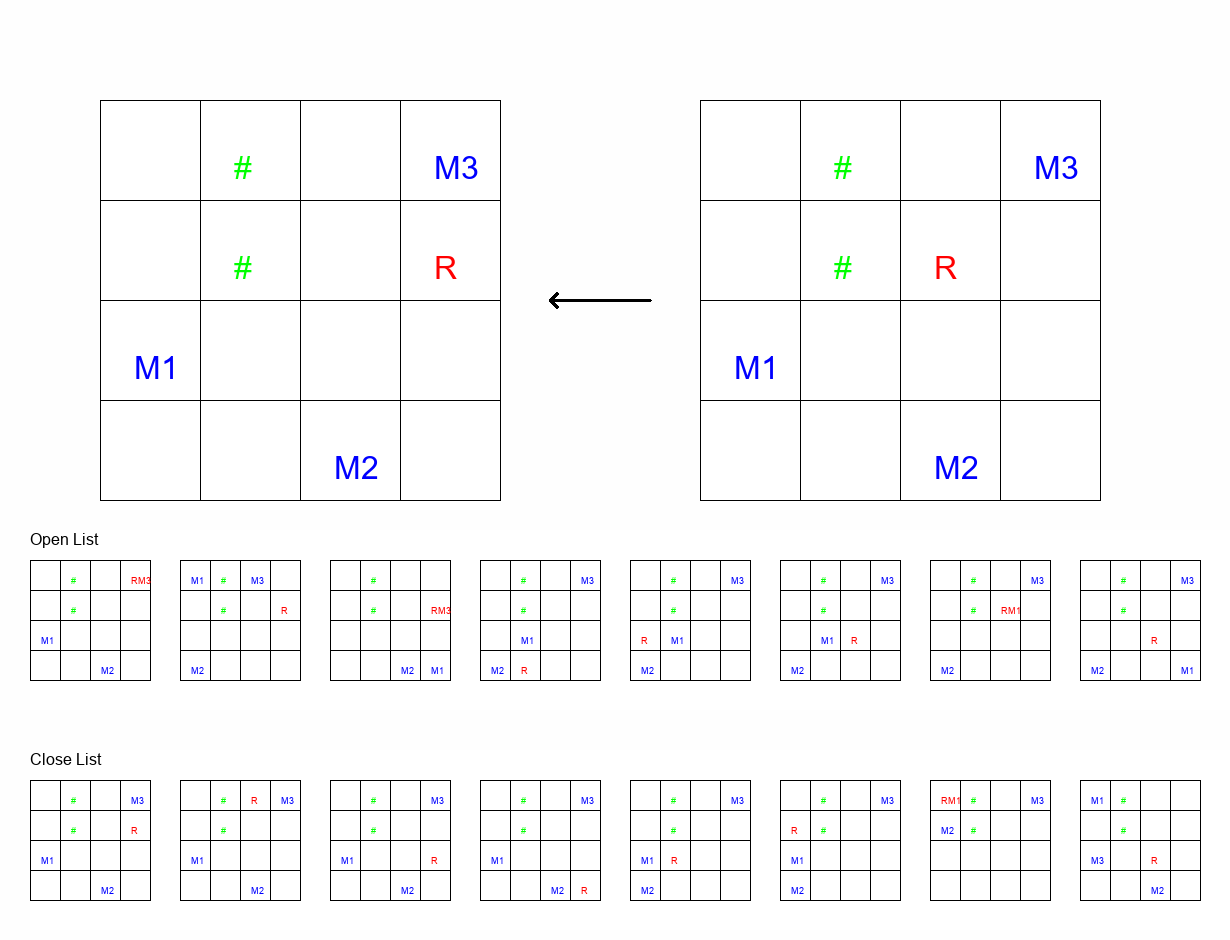 # M3 # M3
# R # R
M1 M1
M2 M2
Open List
# RM3 M1 # M3 # # M3 # M3 # M3 # M3 # M3
# # R # RM3 # # # # RM1 #
M1 M1 R M1 M1 R R
M2 M2 M2 M1 M2 R M2 M2 M2 M2 M1
Close List
# M3 # R M3 # M3 # M3 # M3 # M3 RM1 # M3 M1 #
# R # # # # R # M2 # #
M1 M1 M1 R M1 M1 R M1 M3 R
M2 M2 M2 M2 R M2 M2 M2